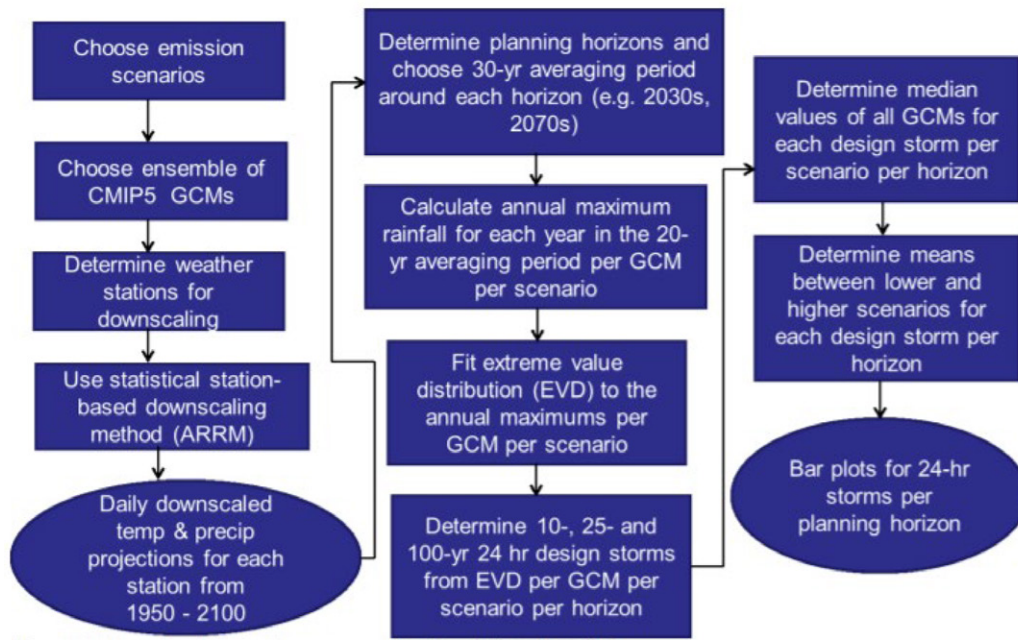 Choose emission
scenarios
Choose ensemble of
CMIP5 GCMs
Determine weather
stations for
downscaling
Use statistical station-
based downscaling
method (ARRM)
Daily downscaled
temp & precip
projections for each
station from
1950 - 2100
Determine planning horizons and
choose 30-yr averaging period
around each horizon (e.g. 2030s,
2070s)
Calculate annual maximum
rainfall for each year in the 20-
yr averaging period per GCM
per scenario
Fit extreme value
distribution (EVD) to the
annual maximums per
GCM per scenario
Determine 10-, 25- and
100-yr 24 hr design storms
from EVD per GCM per
scenario per horizon
Determine median
values of all GCMs for
each design storm per
scenario per horizon
Determine means
between lower and
higher scenarios for
each design storm per
horizon
Bar plots for 24-hr
storms per
planning horizon